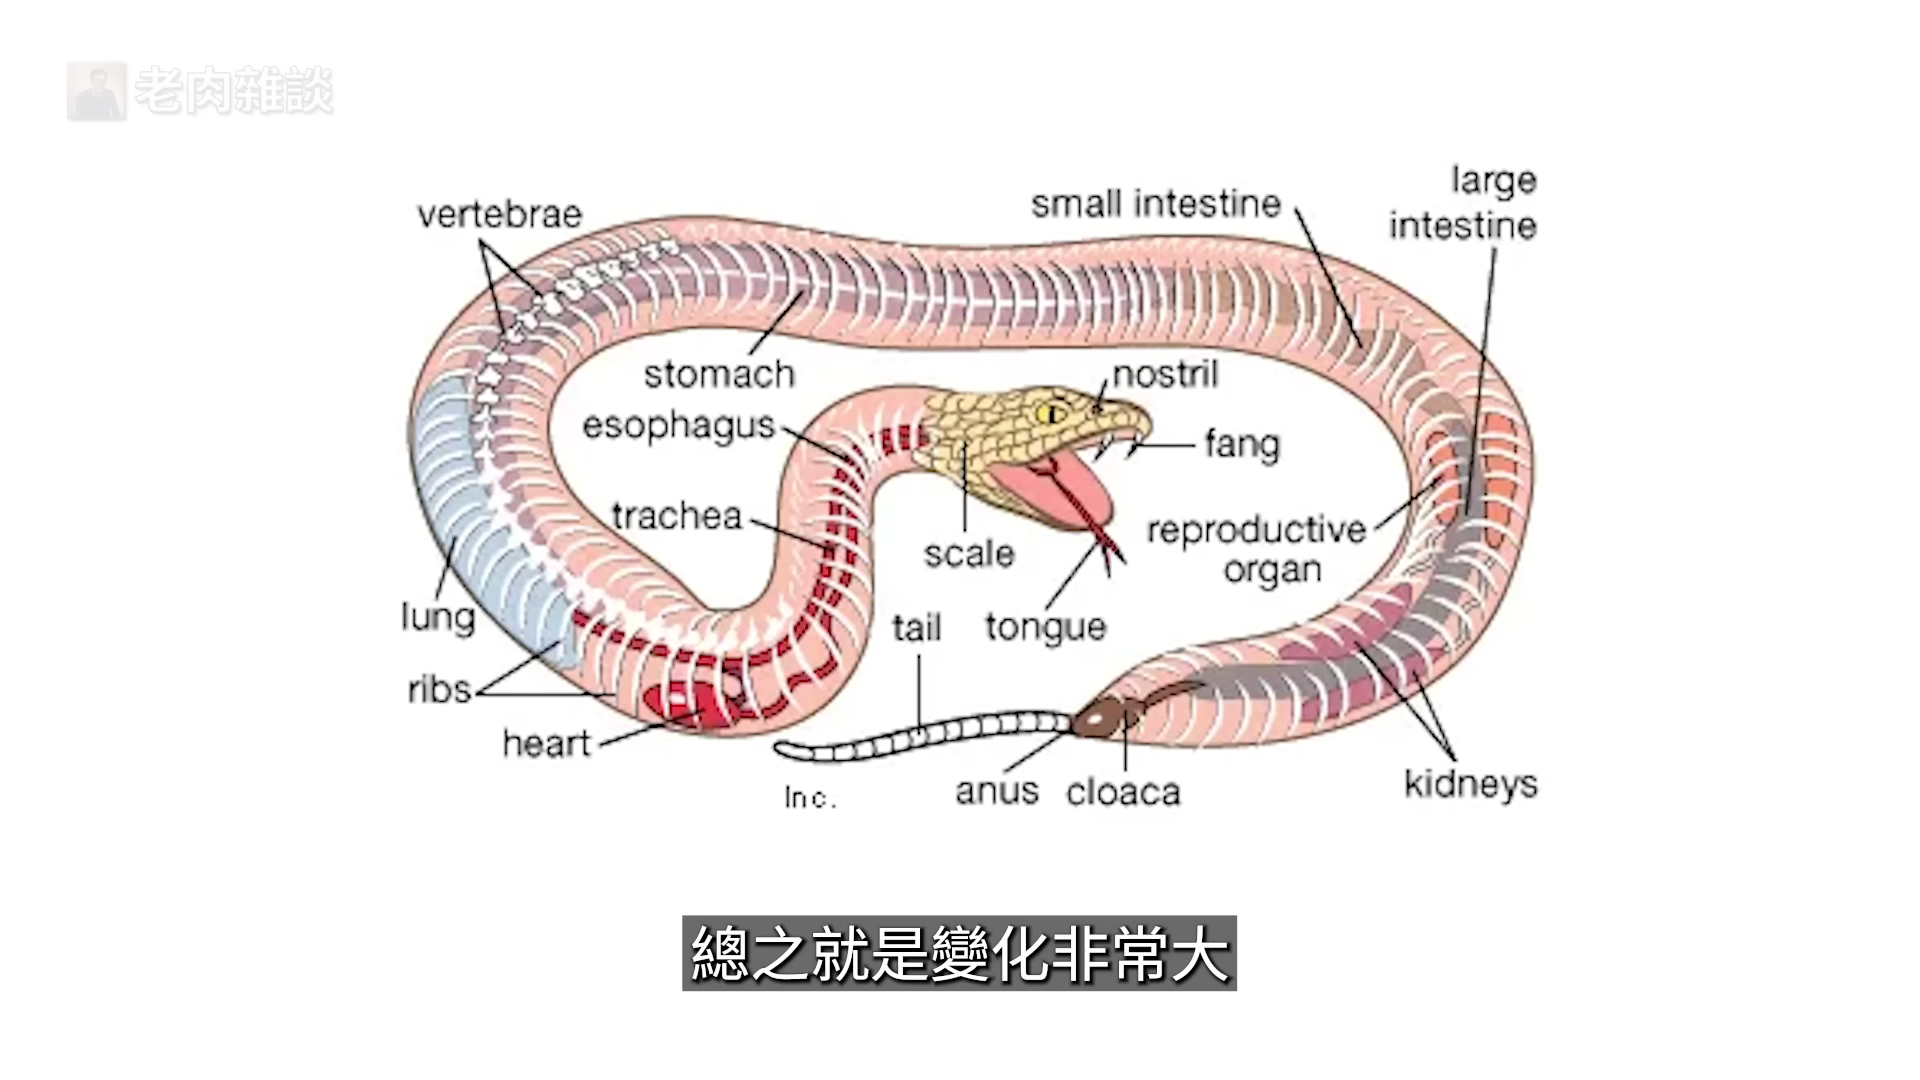 老肉雜談
large
intestine
small intestine
vertebrae
stomach
nostril
esophagus
fang
trachea
reproductive
organ
scale
lung
tail
tongue
ribs
heart
anus
cloaca
kidneys
Inc.
總之就是變化非常大